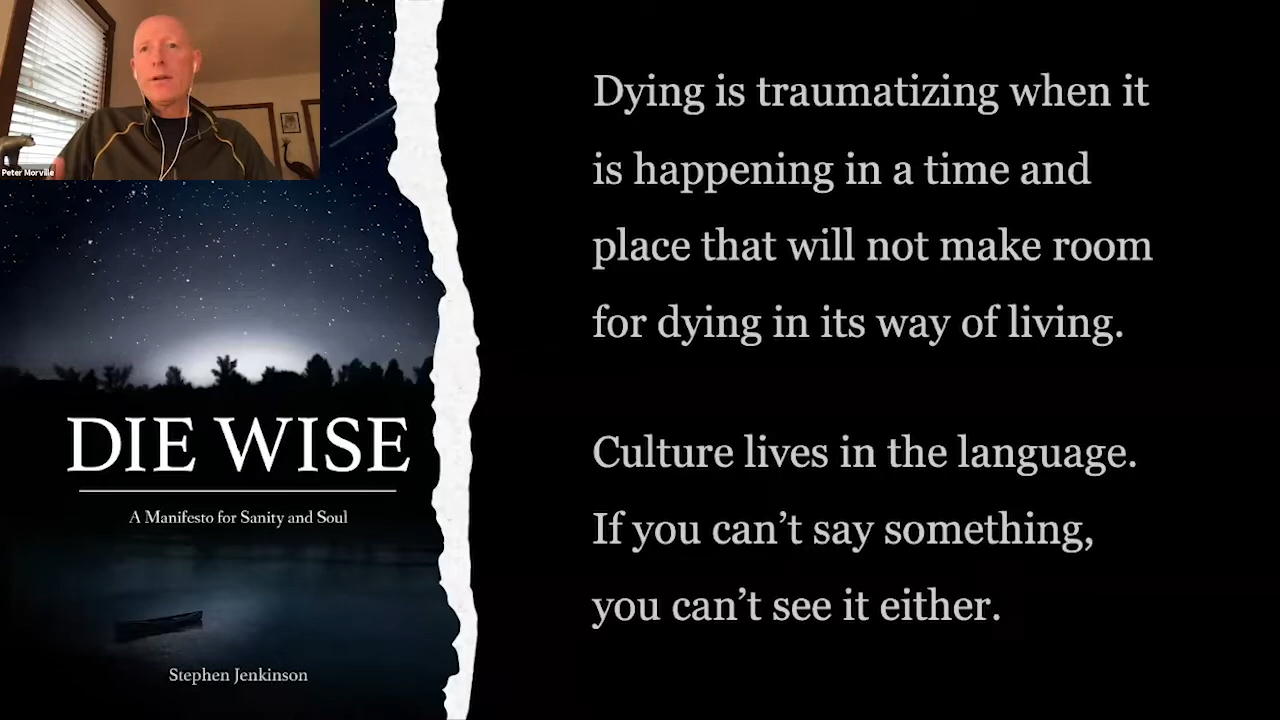 Peter Morville
DIE WISE
A Manifesto for Sanity and Soul
Stephen Jenkinson
Dying is traumatizing when it
is happening in a time and
place that will not make room
for dying in its way of living.
Culture lives in the language.
If you can’t say something,
you can’t see it either.